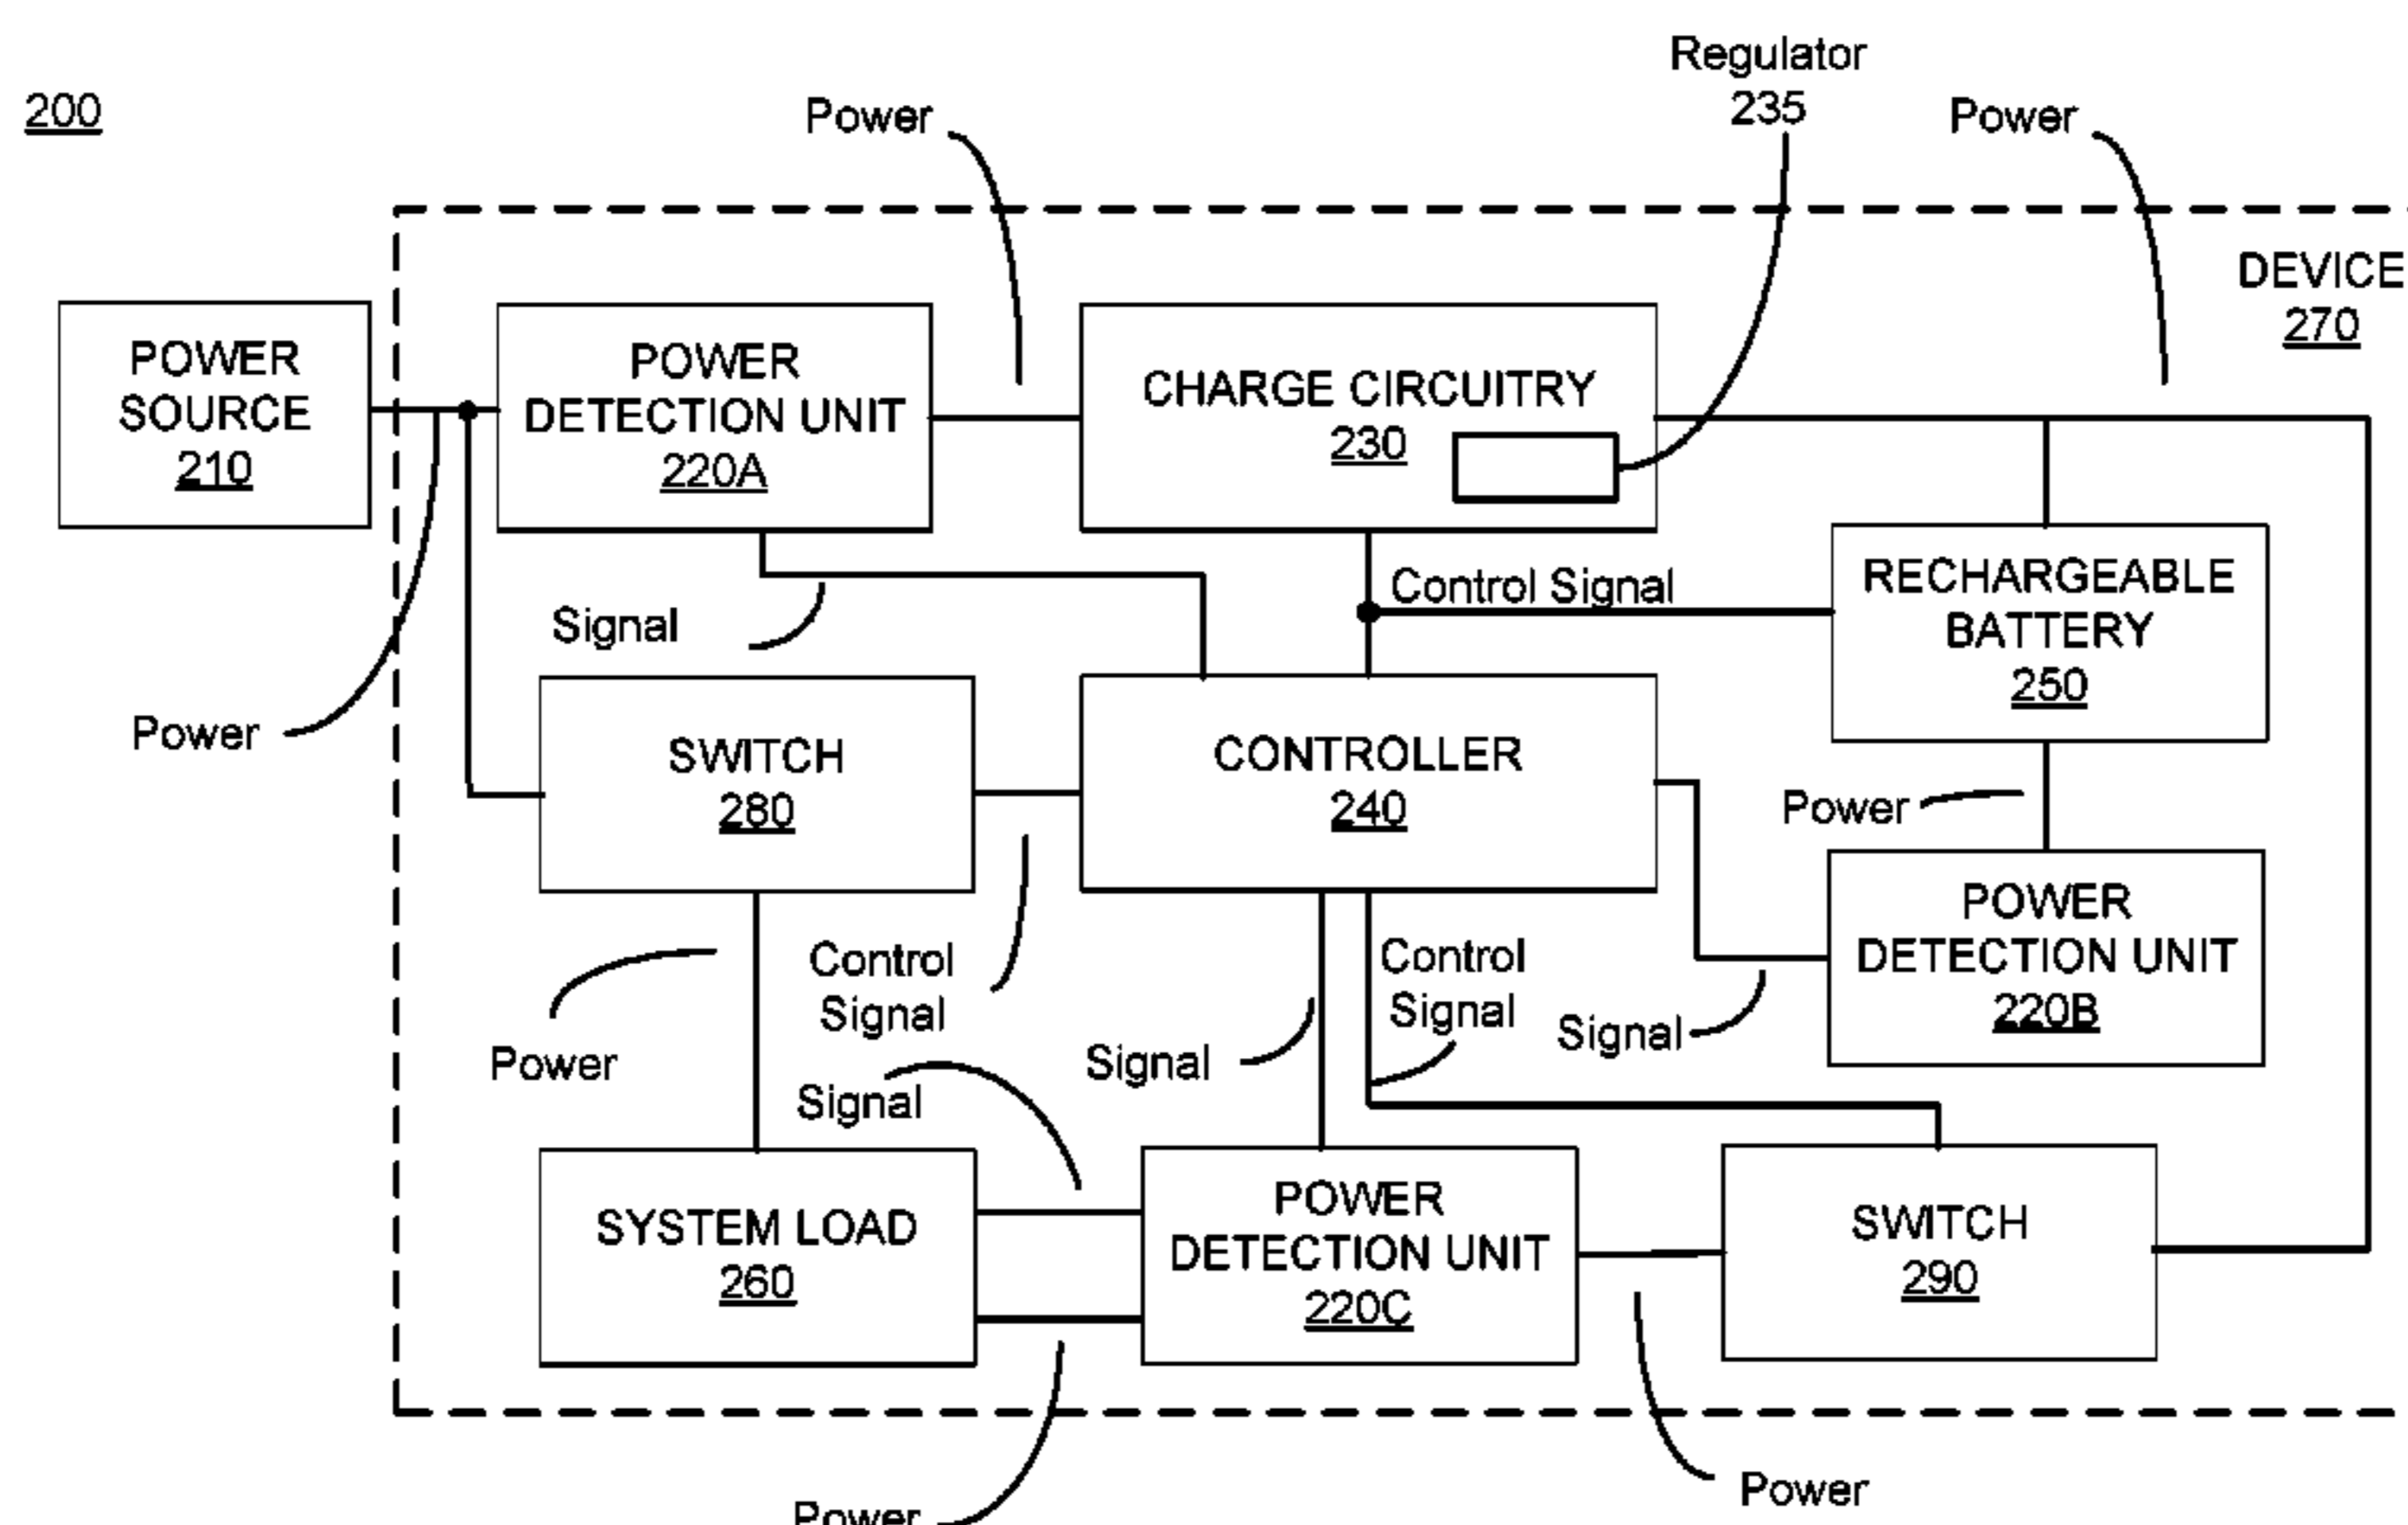 200
Power
Regulator
235
Power
DEVICE
270
POWER
SOURCE
210
POWER
DETECTION UNIT
220A
CHARGE CIRCUITRY
230
Control Signal
RECHARGEABLE
BATTERY
250
Signal
Power
SWITCH
280
CONTROLLER
240
Power
POWER
DETECTION UNIT
220B
Control
Signal
Control
Signal
Signal
Power
Signal
Signal
SYSTEM LOAD
260
POWER
DETECTION UNIT
220C
SWITCH
290
Power
Power